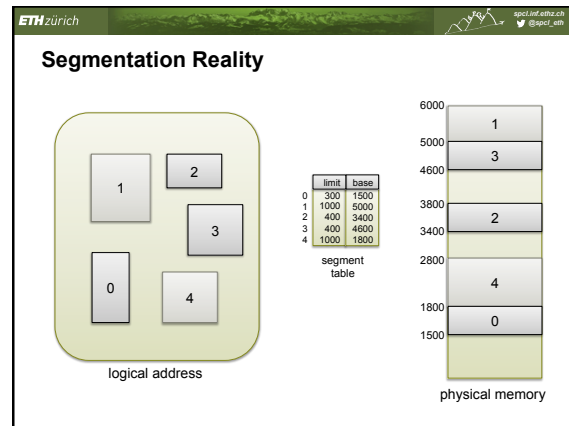 ETH zürich
spcl.inf.ethz.ch
@spcl_eth
Segmentation Reality
1
2
3
0
4
logical address
limit base
0 300 1500
1 1000 5000
2 400 3400
3 400 4600
4 1000 1800
segment
table
6000
1
5000
3
4600
3800
2
3400
2800
4
1800
0
1500
physical memory